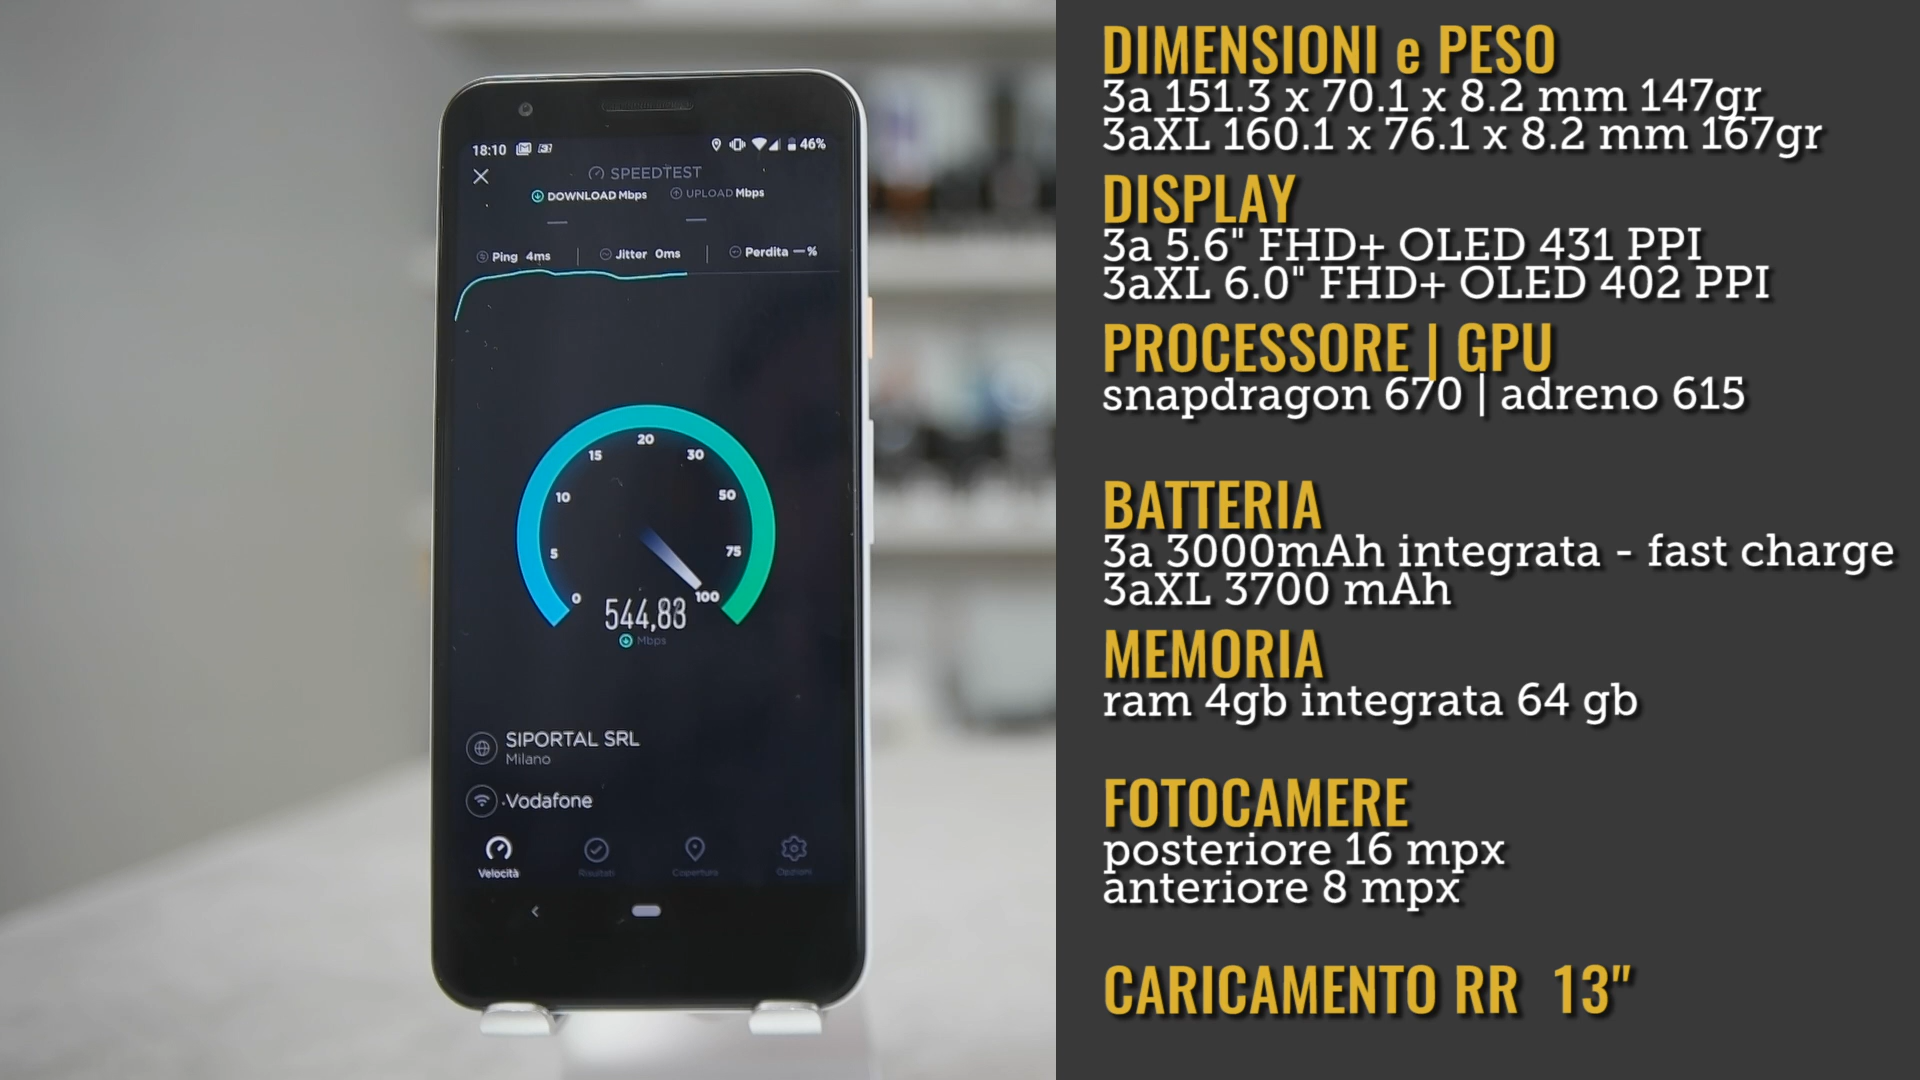 18:10
46%
SPEEDTEST
DOWNLOAD Mbps
UPLOAD Mbps
Ping 4ms
Jitter 0ms
Perdita — %
20
15
30
10
50
5
75
0
100
544,83
Mbps
SIPORTAL SRL
Milano
Vodafone
Velocità
Risultati
Copertura
Opzioni
DIMENSIONI e PESO
3a 151.3 x 70.1 x 8.2 mm 147gr
3aXL 160.1 x 76.1 x 8.2 mm 167gr
DISPLAY
3a 5.6" FHD+ OLED 431 PPI
3aXL 6.0" FHD+ OLED 402 PPI
PROCESSORE | GPU
snapdragon 670 | adreno 615
BATTERIA
3a 3000mAh integrata - fast charge
3aXL 3700 mAh
MEMORIA
ram 4gb integrata 64 gb
FOTOCAMERE
posteriore 16 mpx
anteriore 8 mpx
CARICAMENTO RR 13"